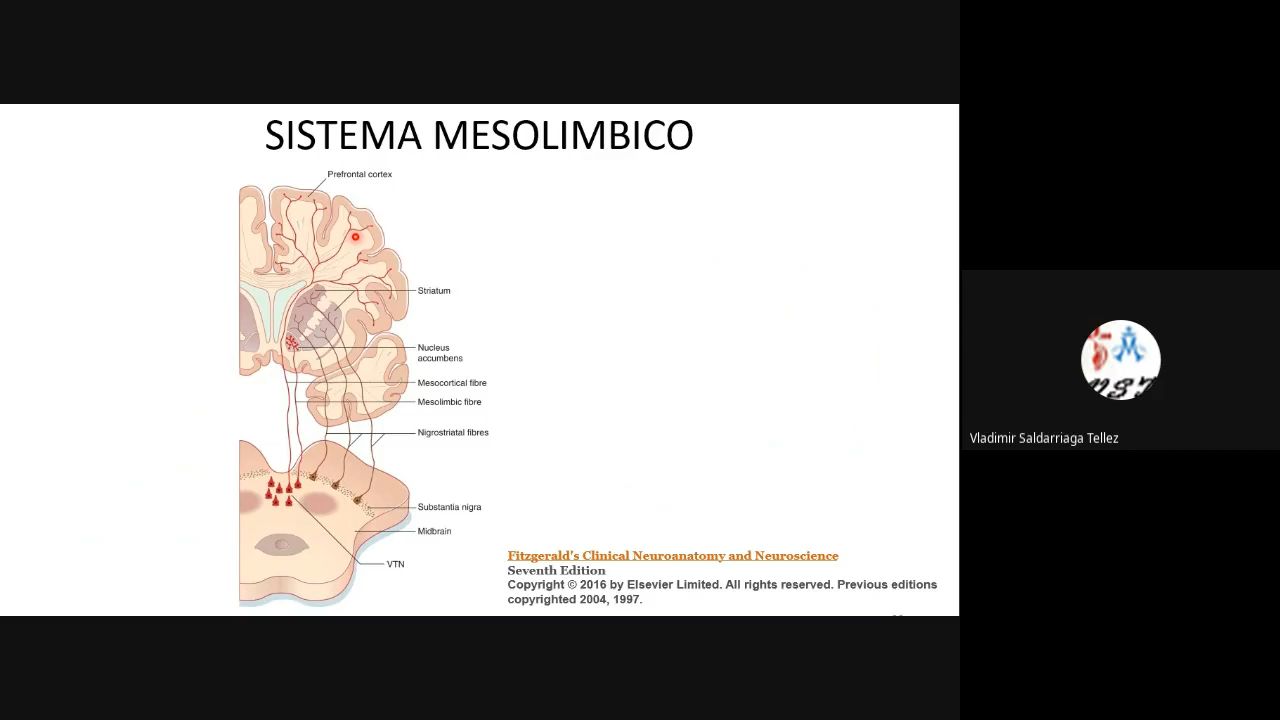 SISTEMA MESOLIMBICO
Prefrontal cortex
Striatum
Nucleus
accumbens
Mesocortical fibre
Mesolimbic fibre
Nigrostriatal fibres
Substantia nigra
Midbrain
VTN
Fitzgerald's Clinical Neuroanatomy and Neuroscience
Seventh Edition
Copyright © 2016 by Elsevier Limited. All rights reserved. Previous editions
copyrighted 2004, 1997.
Vladimir Saldarriaga Tellez